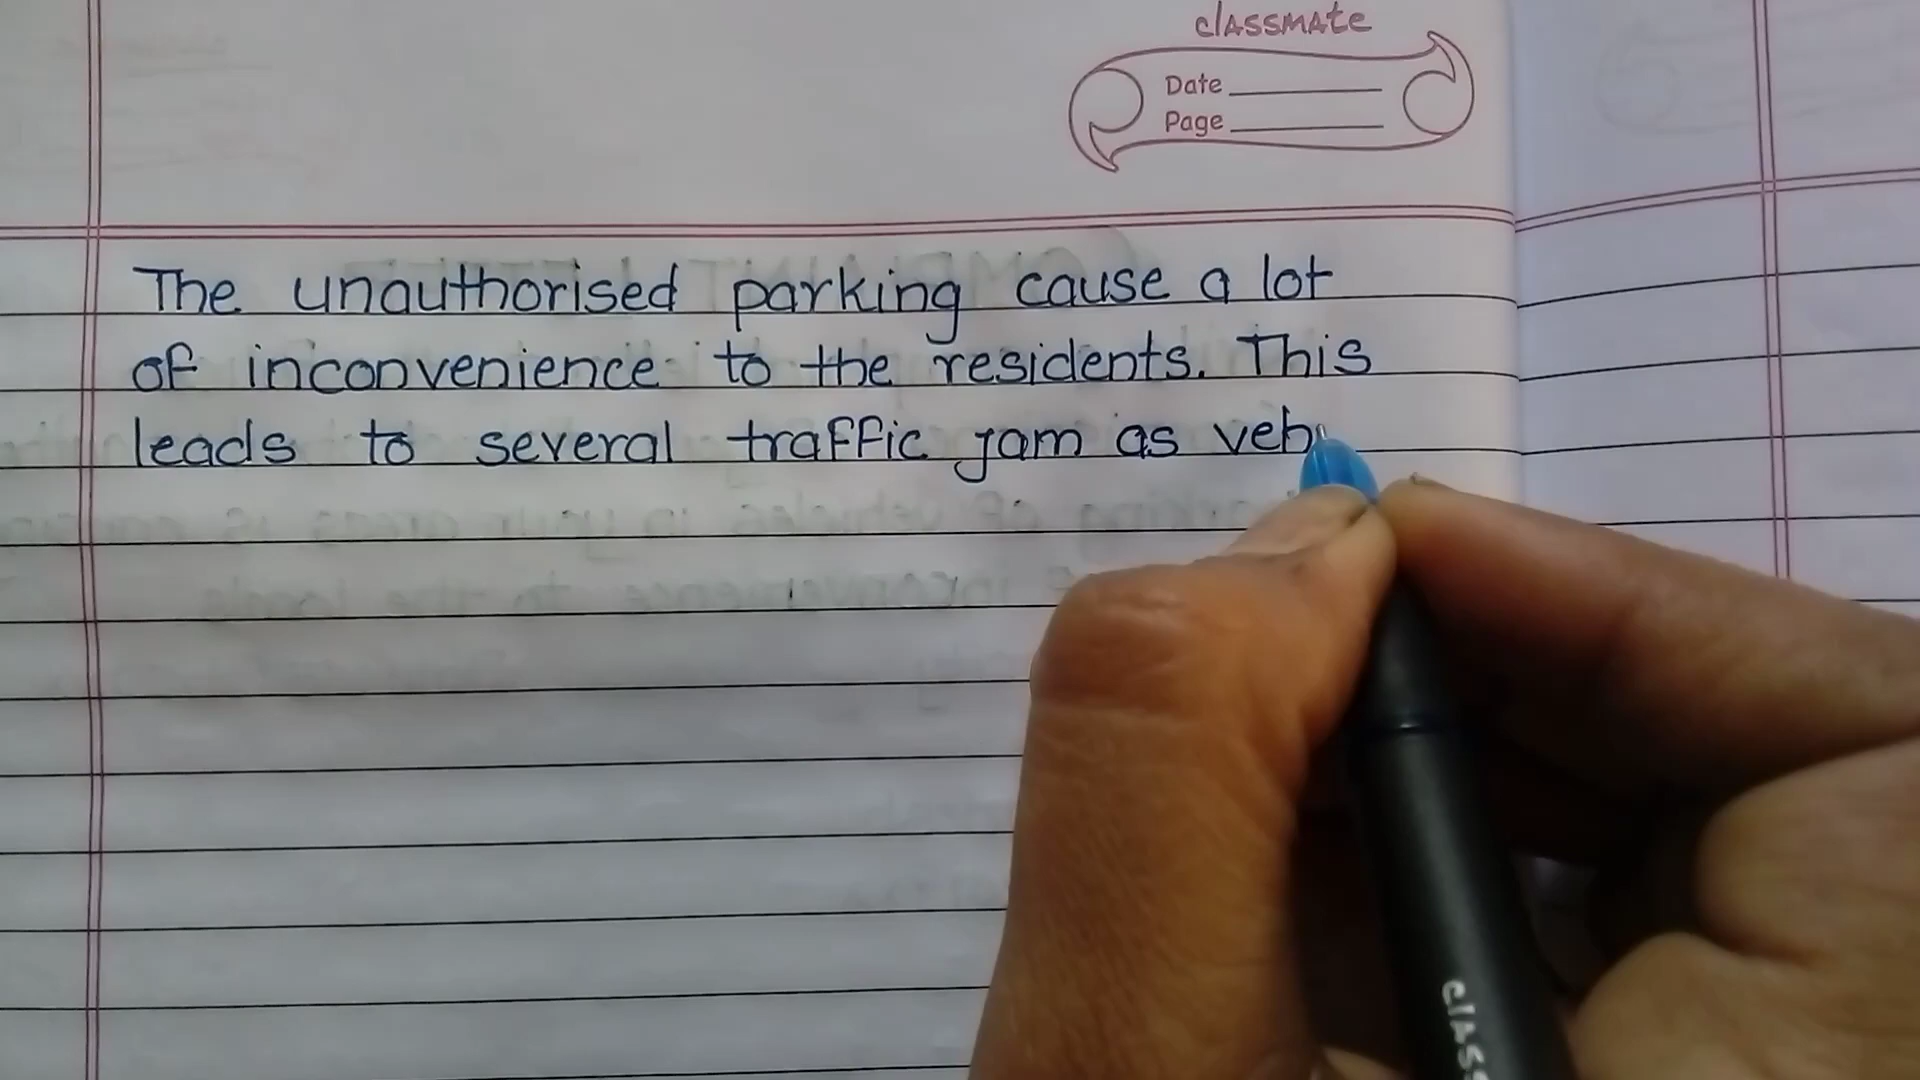 classmate
Date
Page
The unauthorised parking cause a lot
of inconvenience to the residents. This
leads to several traffic jam as veh
class